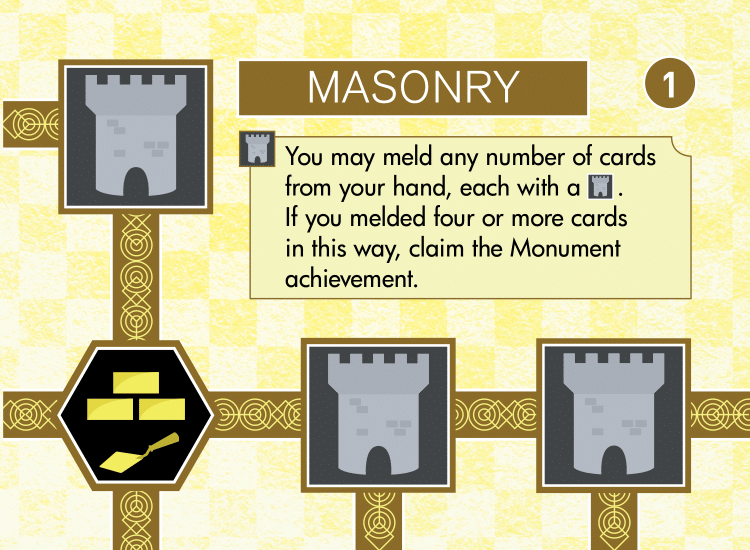 MASONRY
1
You may meld any number of cards
from your hand, each with a .
If you melded four or more cards
in this way, claim the Monument
achievement.